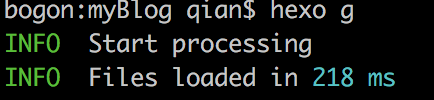 bogon:myBlog qian$ hexo g
INFO  Start processing
INFO  Files loaded in 218 ms